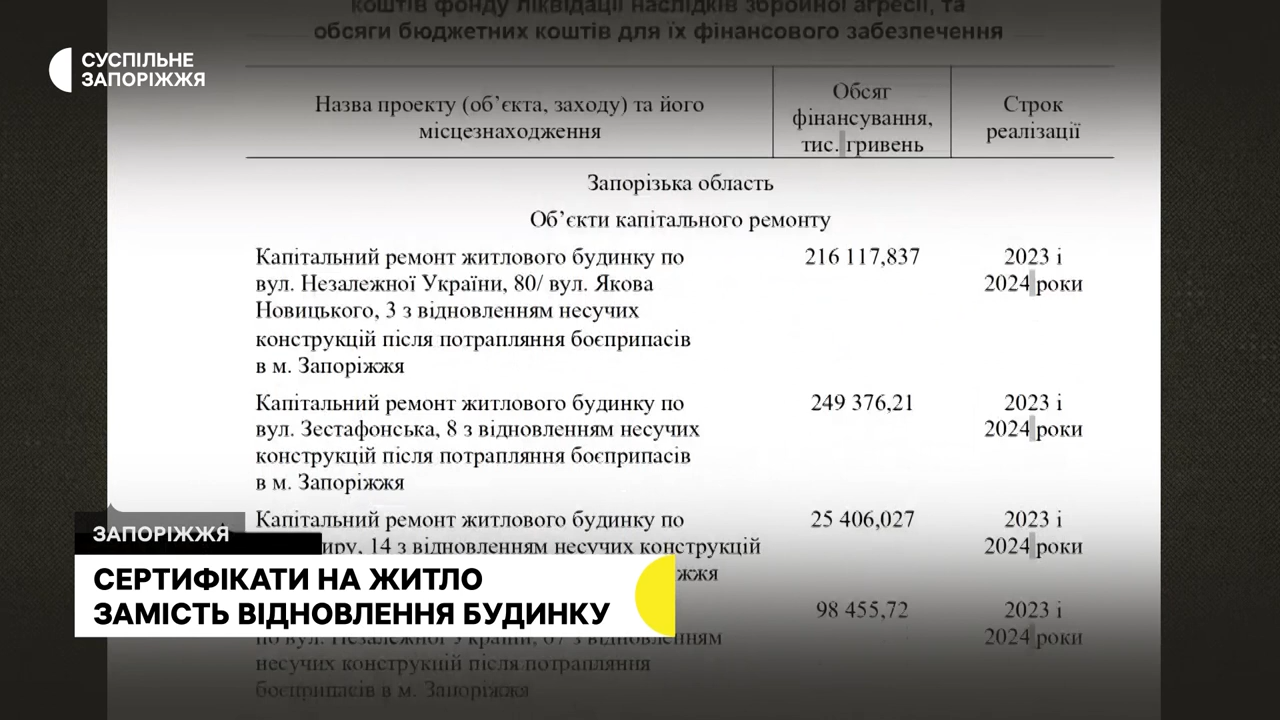 коштів фонду ліквідації наслідків збройної агресії, та
обсяги бюджетних коштів для їх фінансового забезпечення
СУСПІЛЬНЕ
ЗАПОРІЖЖЯ
Назва проекту (об’єкта, заходу) та його
місцезнаходження
Обсяг
фінансування,
тис. гривень
Строк
реалізації
Запорізька область
Об’єкти капітального ремонту
Капітальний ремонт житлового будинку по
вул. Незалежної України, 80/ вул. Якова
Новицького, 3 з відновленням несучих
конструкцій після потрапляння боєприпасів
в м. Запоріжжя
216 117,837
2023 і
2024 роки
Капітальний ремонт житлового будинку по
вул. Зестафонська, 8 з відновленням несучих
конструкцій після потрапляння боєприпасів
в м. Запоріжжя
249 376,21
2023 і
2024 роки
Капітальний ремонт житлового будинку по
14 з відновленням несучих конструкцій
25 406,027
2023 і
2024 роки
98 455,72
2023 і
2024 роки
по вул. Незалежної України, 67 з відновленням
несучих конструкцій після потрапляння
боєприпасів в м. Запоріжжя
ЗАПОРІЖЖЯ
СЕРТИФІКАТИ НА ЖИТЛО
ЗАМІСТЬ ВІДНОВЛЕННЯ БУДИНКУ